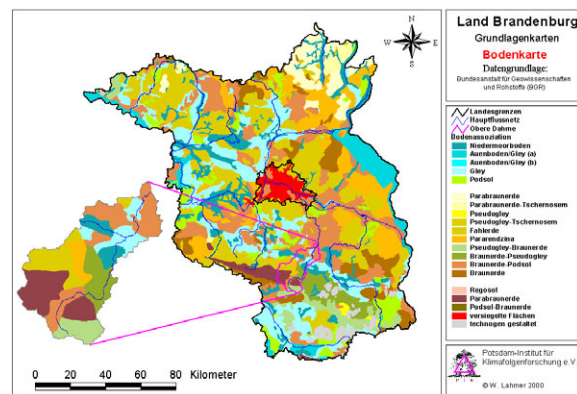 N
W
E
S
Land Brandenburg
Grundlagenkarten
Bodenkarte
Datengrundlage:
Bundesanstalt für Geowissenschaften
und Rohstoffe (BGR)
Landesgrenzen
Hauptflussnetz
Obere Dahme
Bodenassoziation
Niedermoorboden
Auenboden/Gley (a)
Auenboden/Gley (b)
Gley
Podsol
Parabraunerde
Parabraunerde-Tschernosem
Pseudogley
Pseudogley-Tschernosem
Fahlerde
Pararendzina
Pseudogley-Braunerde
Braunerde-Pseudogley
Braunerde-Podsol
Braunerde
Regosol
Parabraunerde
Podsol-Braunerde
versiegelte Flächen
technogen gestaltet
0 20 40 60 80 Kilometer
Potsdam-Institut für
Klimafolgenforschung e.V.
P I K
© W. Lahmer 2000